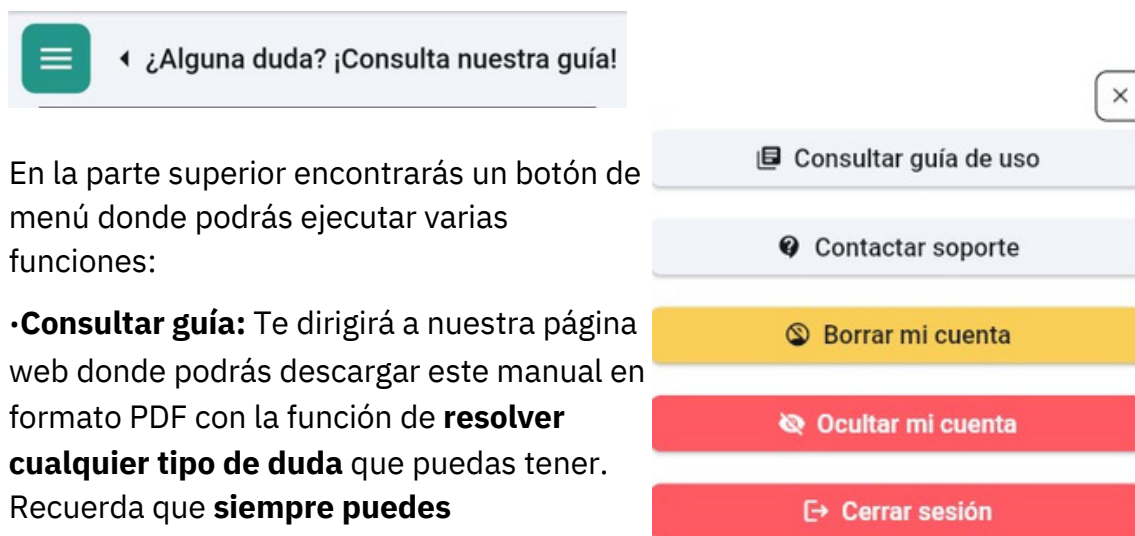 ¿Alguna duda? ¡Consulta nuestra guía!
En la parte superior encontrarás un botón de
menú donde podrás ejecutar varias
funciones:
·Consultar guía: Te dirigirá a nuestra página
web donde podrás descargar este manual en
formato PDF con la función de resolver
cualquier tipo de duda que puedas tener.
Recuerda que siempre puedes
Consultar guía de uso
Contactar soporte
Borrar mi cuenta
Ocultar mi cuenta
Cerrar sesión